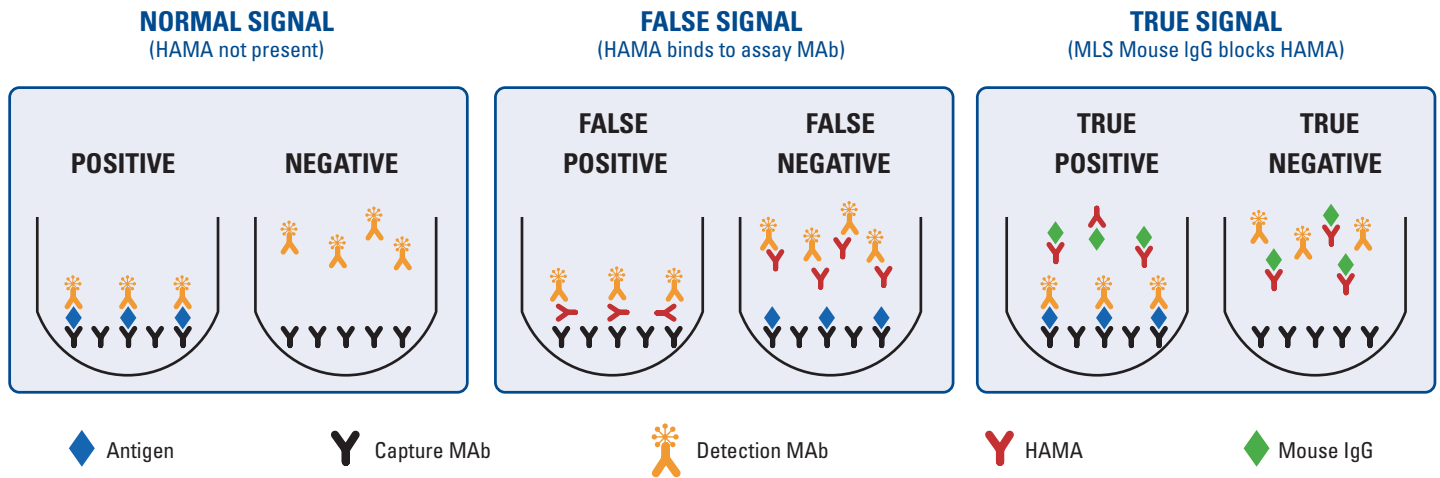 NORMAL SIGNAL
(HAMA not present)
POSITIVE
NEGATIVE
FALSE SIGNAL
(HAMA binds to assay MAb)
FALSE
POSITIVE
FALSE
NEGATIVE
TRUE SIGNAL
(MLS Mouse IgG blocks HAMA)
TRUE
POSITIVE
TRUE
NEGATIVE
Antigen
Capture MAb
Detection MAb
HAMA
Mouse IgG